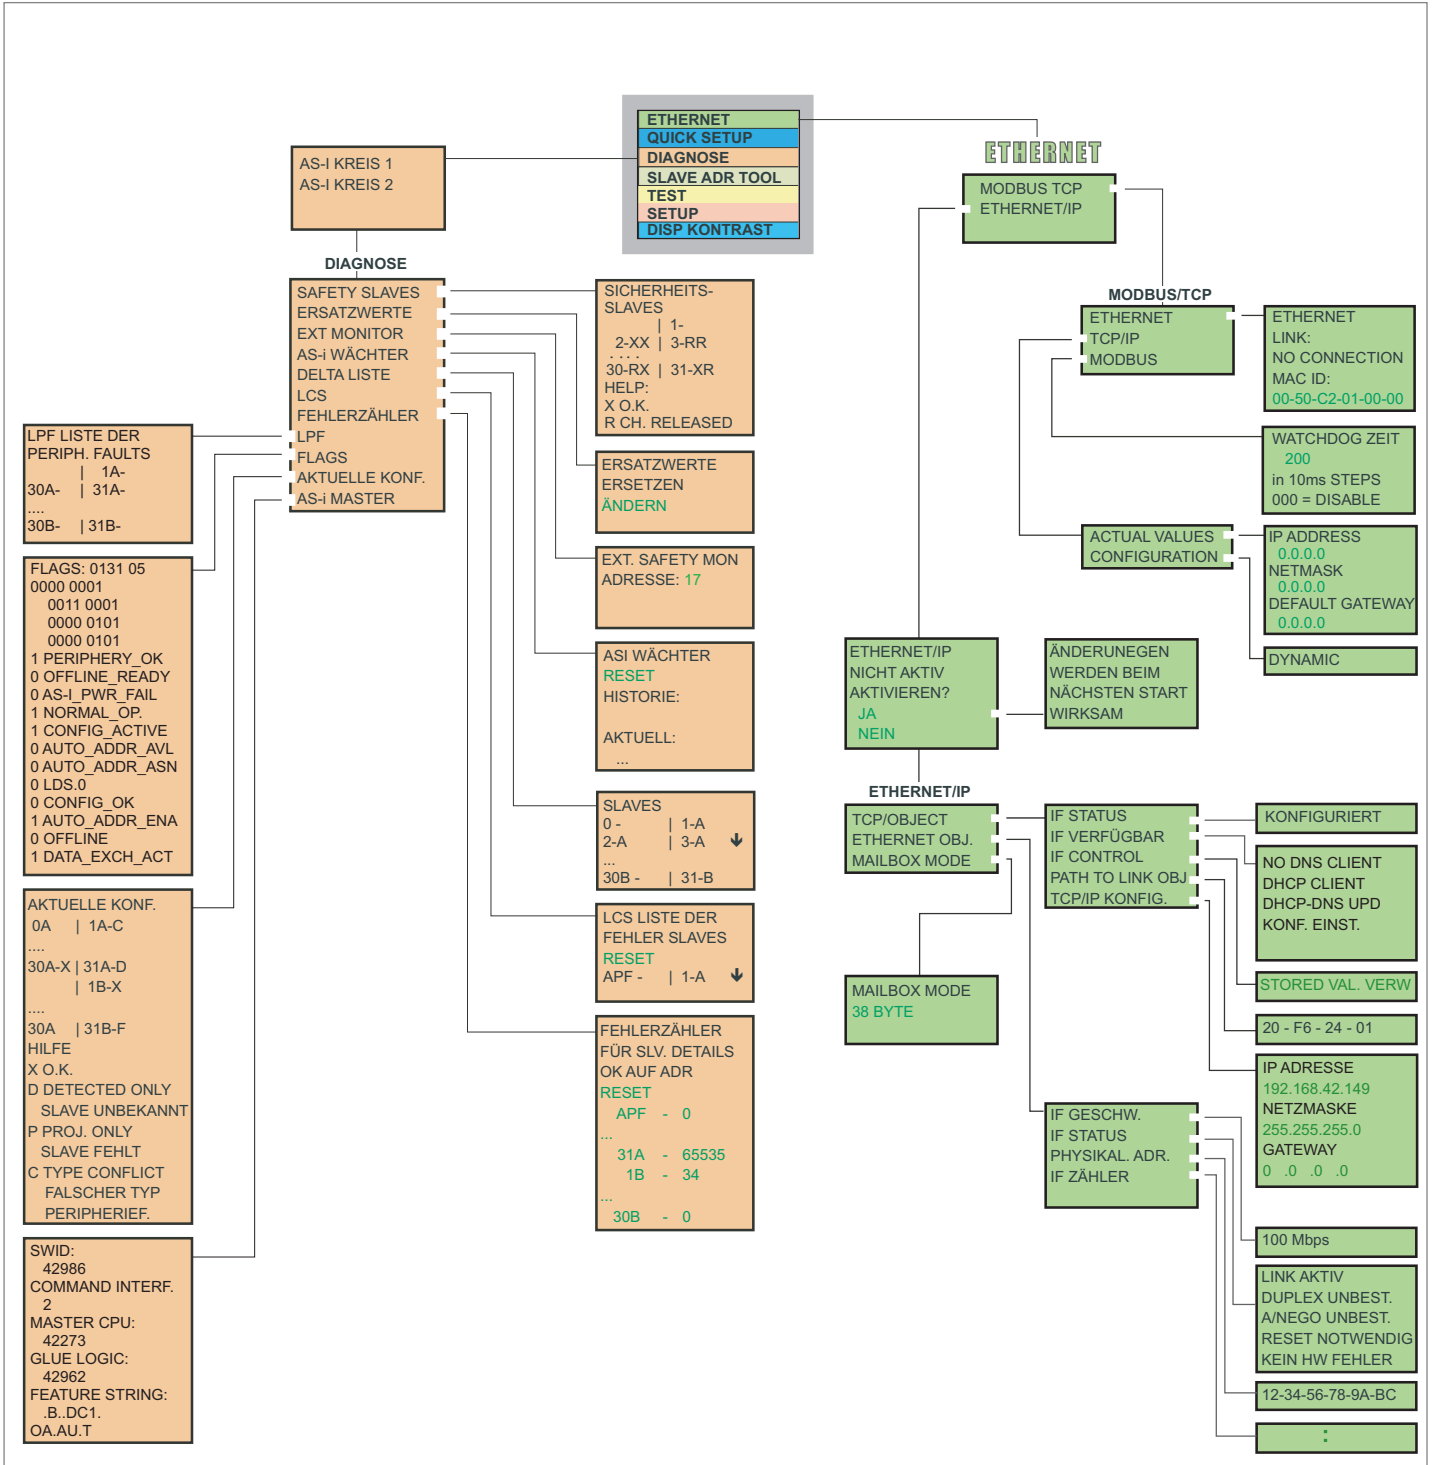 ETHERNET
QUICK SETUP
DIAGNOSE
SLAVE ADR TOOL
TEST
SETUP
DISP KONTRAST
AS-I KREIS 1
AS-I KREIS 2
DIAGNOSE
SAFETY SLAVES
ERSATZWERTE
EXT MONITOR
AS-i WÄCHTER
DELTA LISTE
LCS
FEHLERZÄHLER
LPF
FLAGS
AKTUELLE KONF.
AS-i MASTER
LPF LISTE DER
PERIPH. FAULTS
| 1A-
30A- | 31A-
....
30B- | 31B-
FLAGS: 0131 05
0000 0001
0011 0001
0000 0101
0000 0101
1 PERIPHERY_OK
0 OFFLINE_READY
0 AS-I_PWR_FAIL
1 NORMAL_OP.
1 CONFIG_ACTIVE
0 AUTO_ADDR_AVL
0 AUTO_ADDR_ASN
0 LDS.0
0 CONFIG_OK
1 AUTO_ADDR_ENA
0 OFFLINE
1 DATA_EXCH_ACT
AKTUELLE KONF.
0A | 1A-C
....
30A-X | 31A-D
| 1B-X
....
30A | 31B-F
HILFE
X O.K.
D DETECTED ONLY
SLAVE UNBEKANNT
P PROJ. ONLY
SLAVE FEHLT
C TYPE CONFLICT
FALSCHER TYP
PERIPHERIEF.
SWID:
42986
COMMAND INTERF.
2
MASTER CPU:
42273
GLUE LOGIC:
42962
FEATURE STRING:
.B..DC1.
OA.AU.T
SICHERHEITS-
SLAVES
| 1-
2-XX | 3-RR
. . . .
30-RX | 31-XR
HELP:
X O.K.
R CH. RELEASED
ERSATZWERTE
ERSETZEN
ÄNDERN
EXT. SAFETY MON
ADRESSE: 17
ASI WÄCHTER
RESET
HISTORIE:
AKTUELL:
...
SLAVES
0 - | 1-A
2-A | 3-A
...
30B - | 31-B
LCS LISTE DER
FEHLER SLAVES
RESET
APF - | 1-A
FEHLERZÄHLER
FÜR SLV. DETAILS
OK AUF ADR
RESET
APF - 0
...
31A - 65535
1B - 34
...
30B - 0
ETHERNET
MODBUS TCP
ETHERNET/IP
MODBUS/TCP
ETHERNET
TCP/IP
MODBUS
ETHERNET
LINK:
NO CONNECTION
MAC ID:
00-50-C2-01-00-00
WATCHDOG ZEIT
200
in 10ms STEPS
000 = DISABLE
ACTUAL VALUES
CONFIGURATION
IP ADDRESS
0.0.0.0
NETMASK
0.0.0.0
DEFAULT GATEWAY
0.0.0.0
DYNAMIC
ETHERNET/IP
NICHT AKTIV
AKTIVIEREN?
JA
NEIN
ÄNDERUNEGEN
WERDEN BEIM
NÄCHSTEN START
WIRKSAM
ETHERNET/IP
TCP/OBJECT
ETHERNET OBJ.
MAILBOX MODE
MAILBOX MODE
38 BYTE
IF STATUS
IF VERFÜGBAR
IF CONTROL
PATH TO LINK OBJ
TCP/IP KONFIG.
KONFIGURIERT
NO DNS CLIENT
DHCP CLIENT
DHCP-DNS UPD
KONF. EINST.
STORED VAL. VERW
20 - F6 - 24 - 01
IP ADRESSE
192.168.42.149
NETZMASKE
255.255.255.0
GATEWAY
0 .0 .0 .0
IF GESCHW.
IF STATUS
PHYSIKAL. ADR.
IF ZÄHLER
100 Mbps
LINK AKTIV
DUPLEX UNBEST.
A/NEGO UNBEST.
RESET NOTWENDIG
KEIN HW FEHLER
12-34-56-78-9A-BC
: